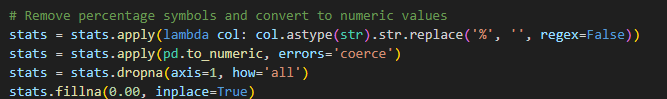 # Remove percentage symbols and convert to numeric values
stats = stats.apply(lambda col: col.astype(str).str.replace('%', '', regex=False))
stats = stats.apply(pd.to_numeric, errors='coerce')
stats = stats.dropna(axis=1, how='all')
stats.fillna(0.00, inplace=True)